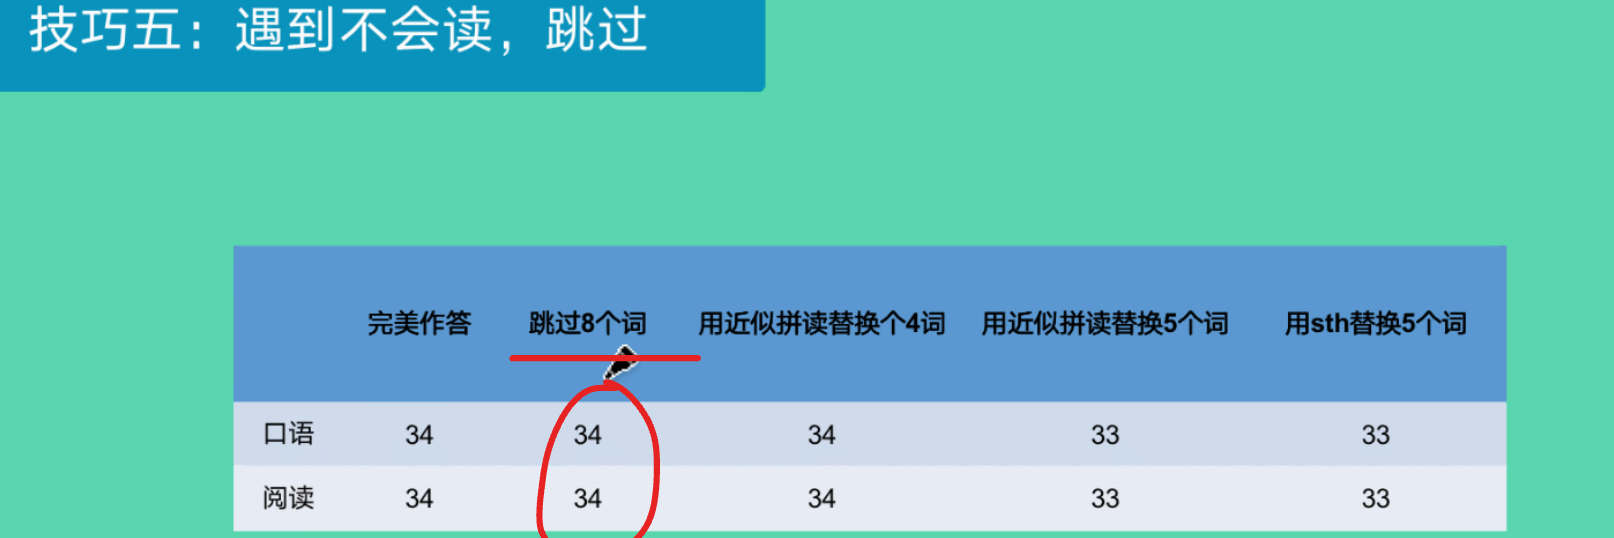 技巧五：遇到不会读，跳过
完美作答 跳过8个词 用近似拼读替换个4词 用近似拼读替换5个词 用sth替换5个词
口语 34 34 34 33 33
阅读 34 34 34 33 33